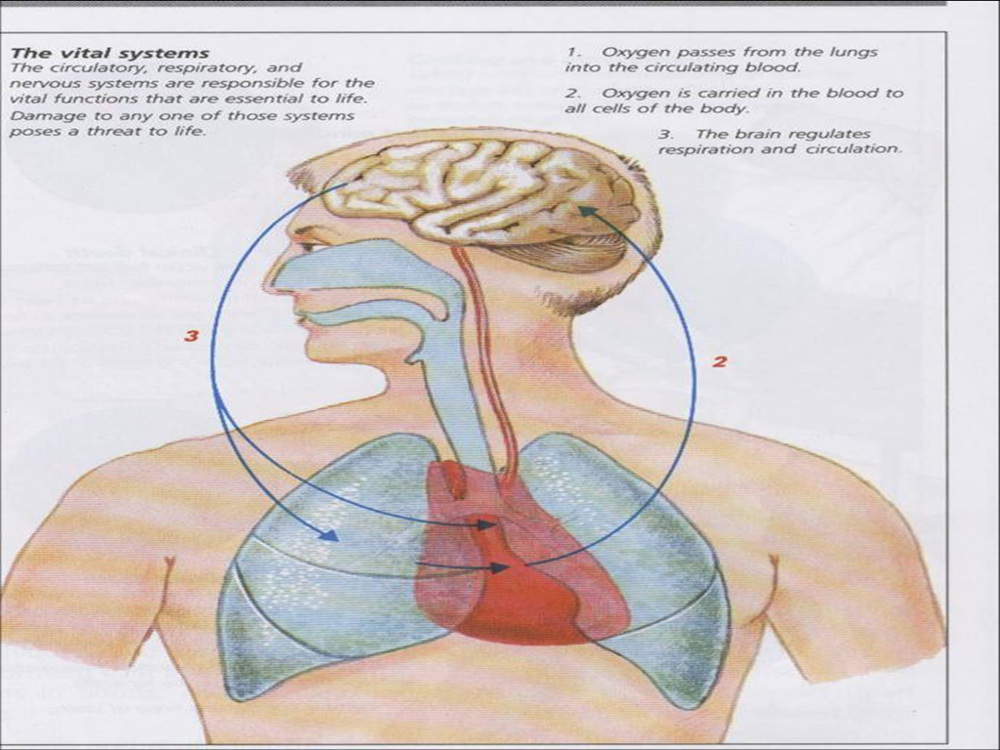 The vital systems
The circulatory, respiratory, and
nervous systems are responsible for the
vital functions that are essential to life.
Damage to any one of those systems
poses a threat to life.
1. Oxygen passes from the lungs
into the circulating blood.
2. Oxygen is carried in the blood to
all cells of the body.
3. The brain regulates
respiration and circulation.
3
2